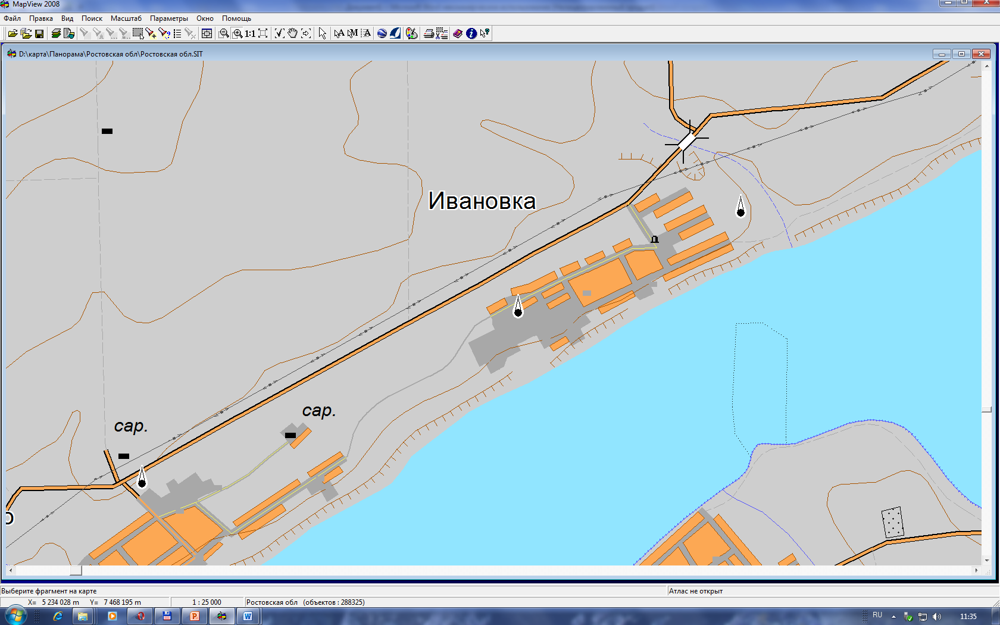 MapView 2008
Файл Правка Вид Поиск Масштаб Параметры Окно Помощь
1:1 A M A
D:\карта\Панорама\Ростовская обл\Ростовская обл.SIT
Ивановка
сар.
сар.
Выберите фрагмент на карте
Атлас не открыт
X= 5 234 028 m Y= 7 468 195 m
1 : 25 000
Ростовская обл (объектов : 288325)
RU
11:35